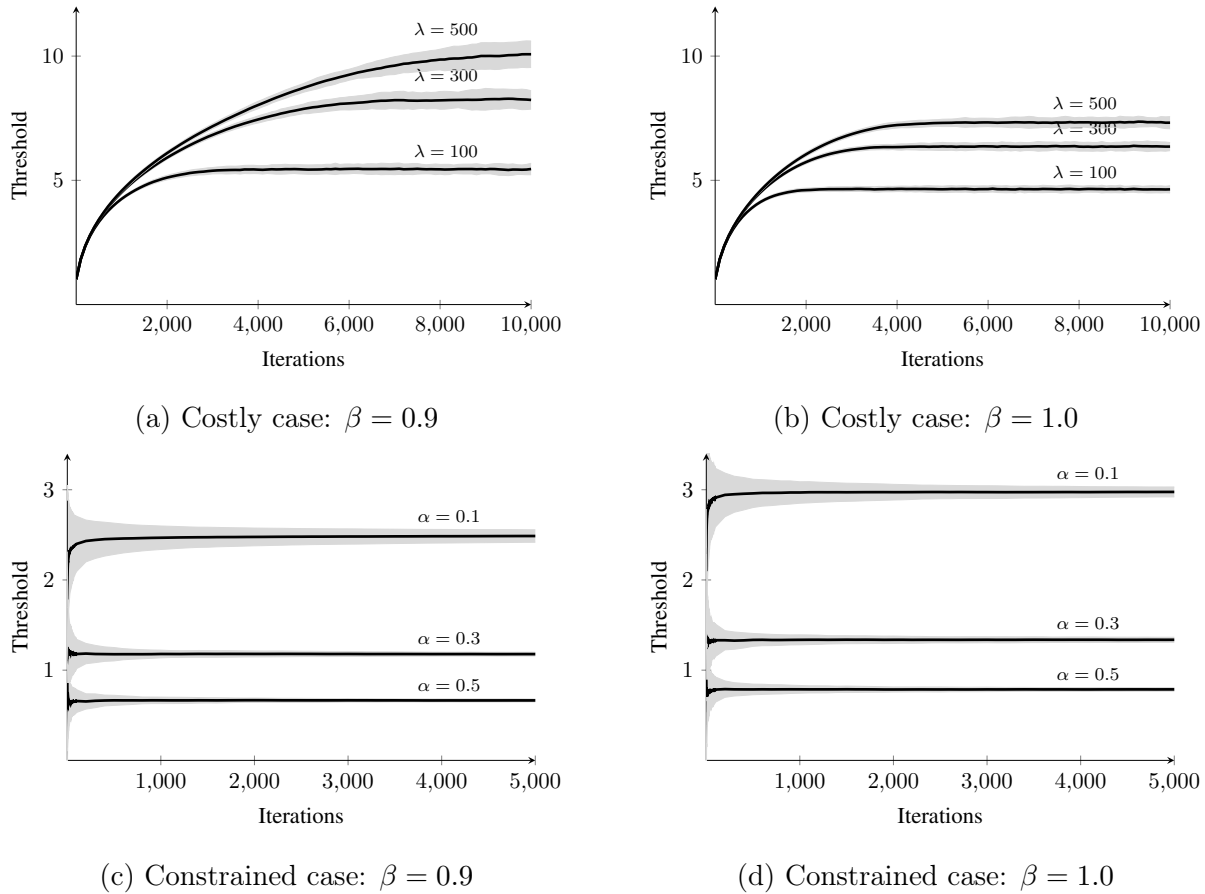 10
5
Threshold
λ = 500
λ = 300
λ = 100
2,000 4,000 6,000 8,000 10,000
Iterations
(a) Costly case: β = 0.9
10
5
Threshold
λ = 500
λ = 300
λ = 100
2,000 4,000 6,000 8,000 10,000
Iterations
(b) Costly case: β = 1.0
3
2
1
Threshold
α = 0.1
α = 0.3
α = 0.5
1,000 2,000 3,000 4,000 5,000
Iterations
(c) Constrained case: β = 0.9
3
2
1
Threshold
α = 0.1
α = 0.3
α = 0.5
1,000 2,000 3,000 4,000 5,000
Iterations
(d) Constrained case: β = 1.0